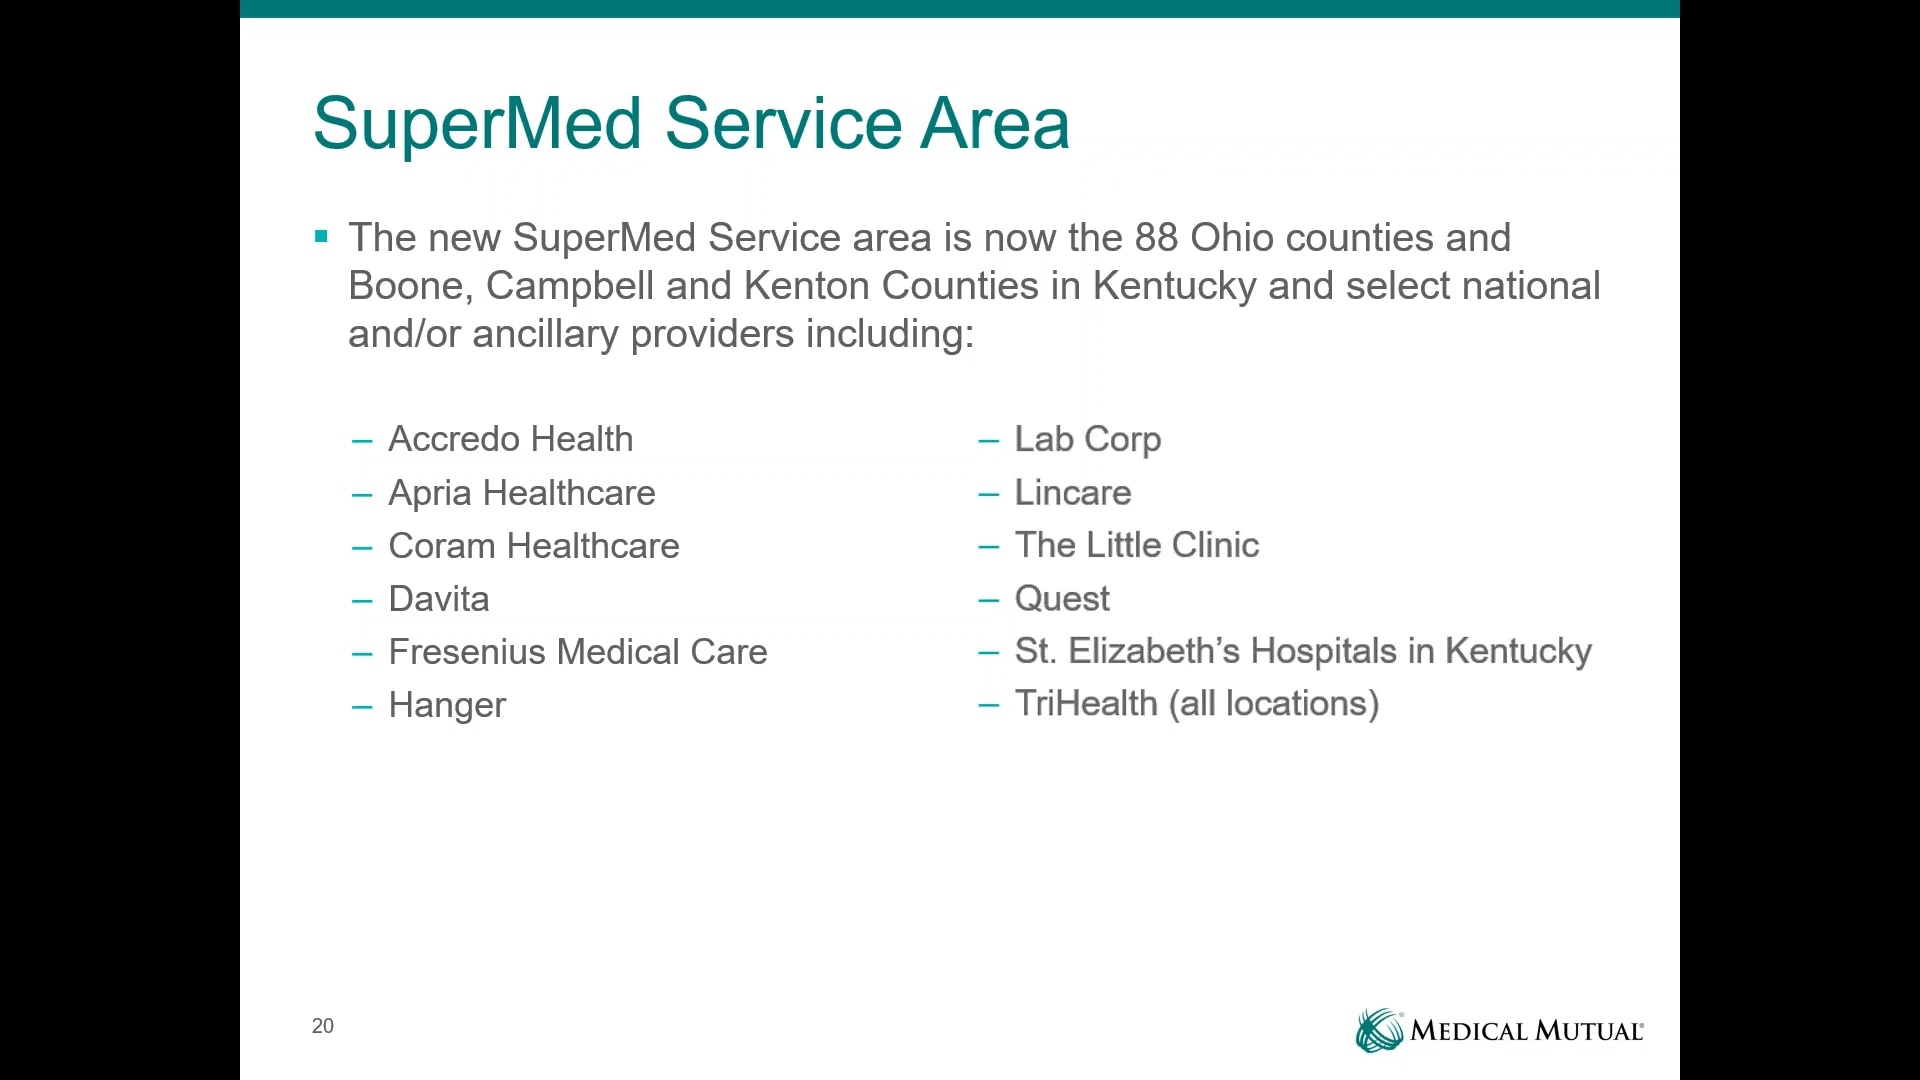 SuperMed Service Area
▪ The new SuperMed Service area is now the 88 Ohio counties and
Boone, Campbell and Kenton Counties in Kentucky and select national
and/or ancillary providers including:
– Accredo Health
– Apria Healthcare
– Coram Healthcare
– Davita
– Fresenius Medical Care
– Hanger
– Lab Corp
– Lincare
– The Little Clinic
– Quest
– St. Elizabeth’s Hospitals in Kentucky
– TriHealth (all locations)
20
MEDICAL MUTUAL®